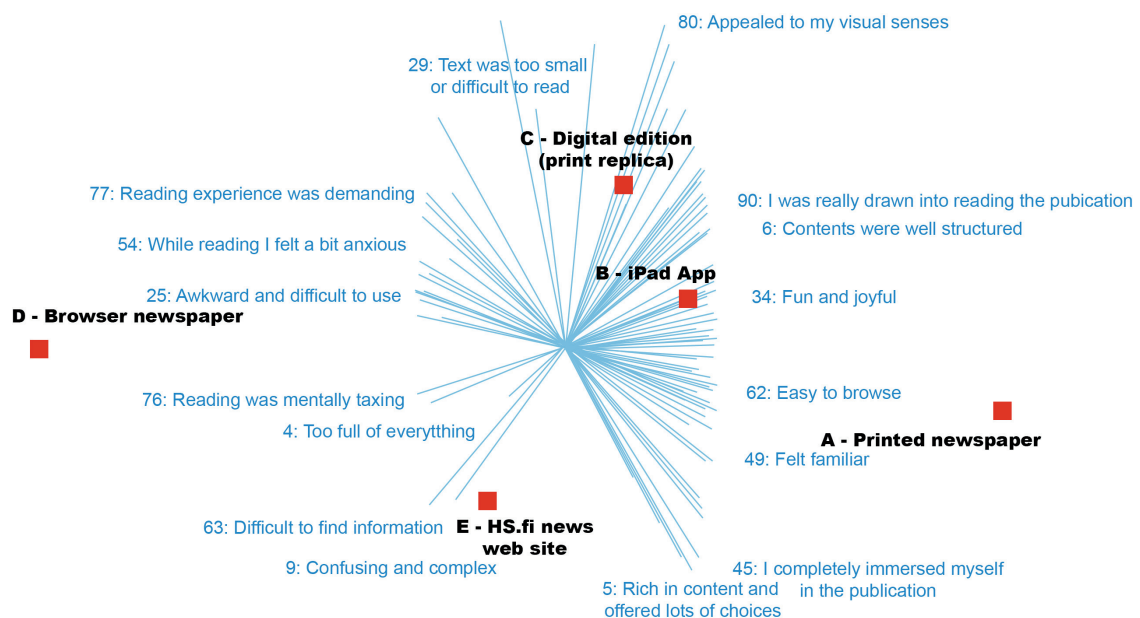 80: Appealed to my visual senses
29: Text was too small
or difficult to read
C - Digital edition
(print replica)
77: Reading experience was demanding
90: I was really drawn into reading the pubication
6: Contents were well structured
54: While reading I felt a bit anxious
B - iPad App
25: Awkward and difficult to use
34: Fun and joyful
D - Browser newspaper
76: Reading was mentally taxing
62: Easy to browse
4: Too full of everytthing
A - Printed newspaper
49: Felt familiar
63: Difficult to find information
E - HS.fi news
web site
9: Confusing and complex
45: I completely immersed myself
in the publication
5: Rich in content and
offered lots of choices